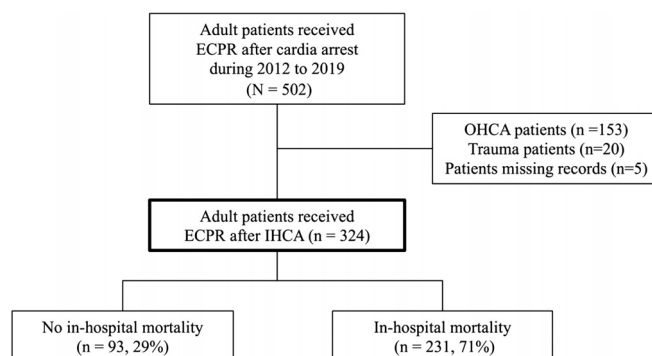 Adult patients received
ECPR after cardia arrest
during 2012 to 2019
(N = 502)
OHCA patients (n =153)
Trauma patients (n=20)
Patients missing records (n=5)
Adult patients received
ECPR after IHCA (n = 324)
No in-hospital mortality
(n = 93, 29%)
In-hospital mortality
(n = 231, 71%)